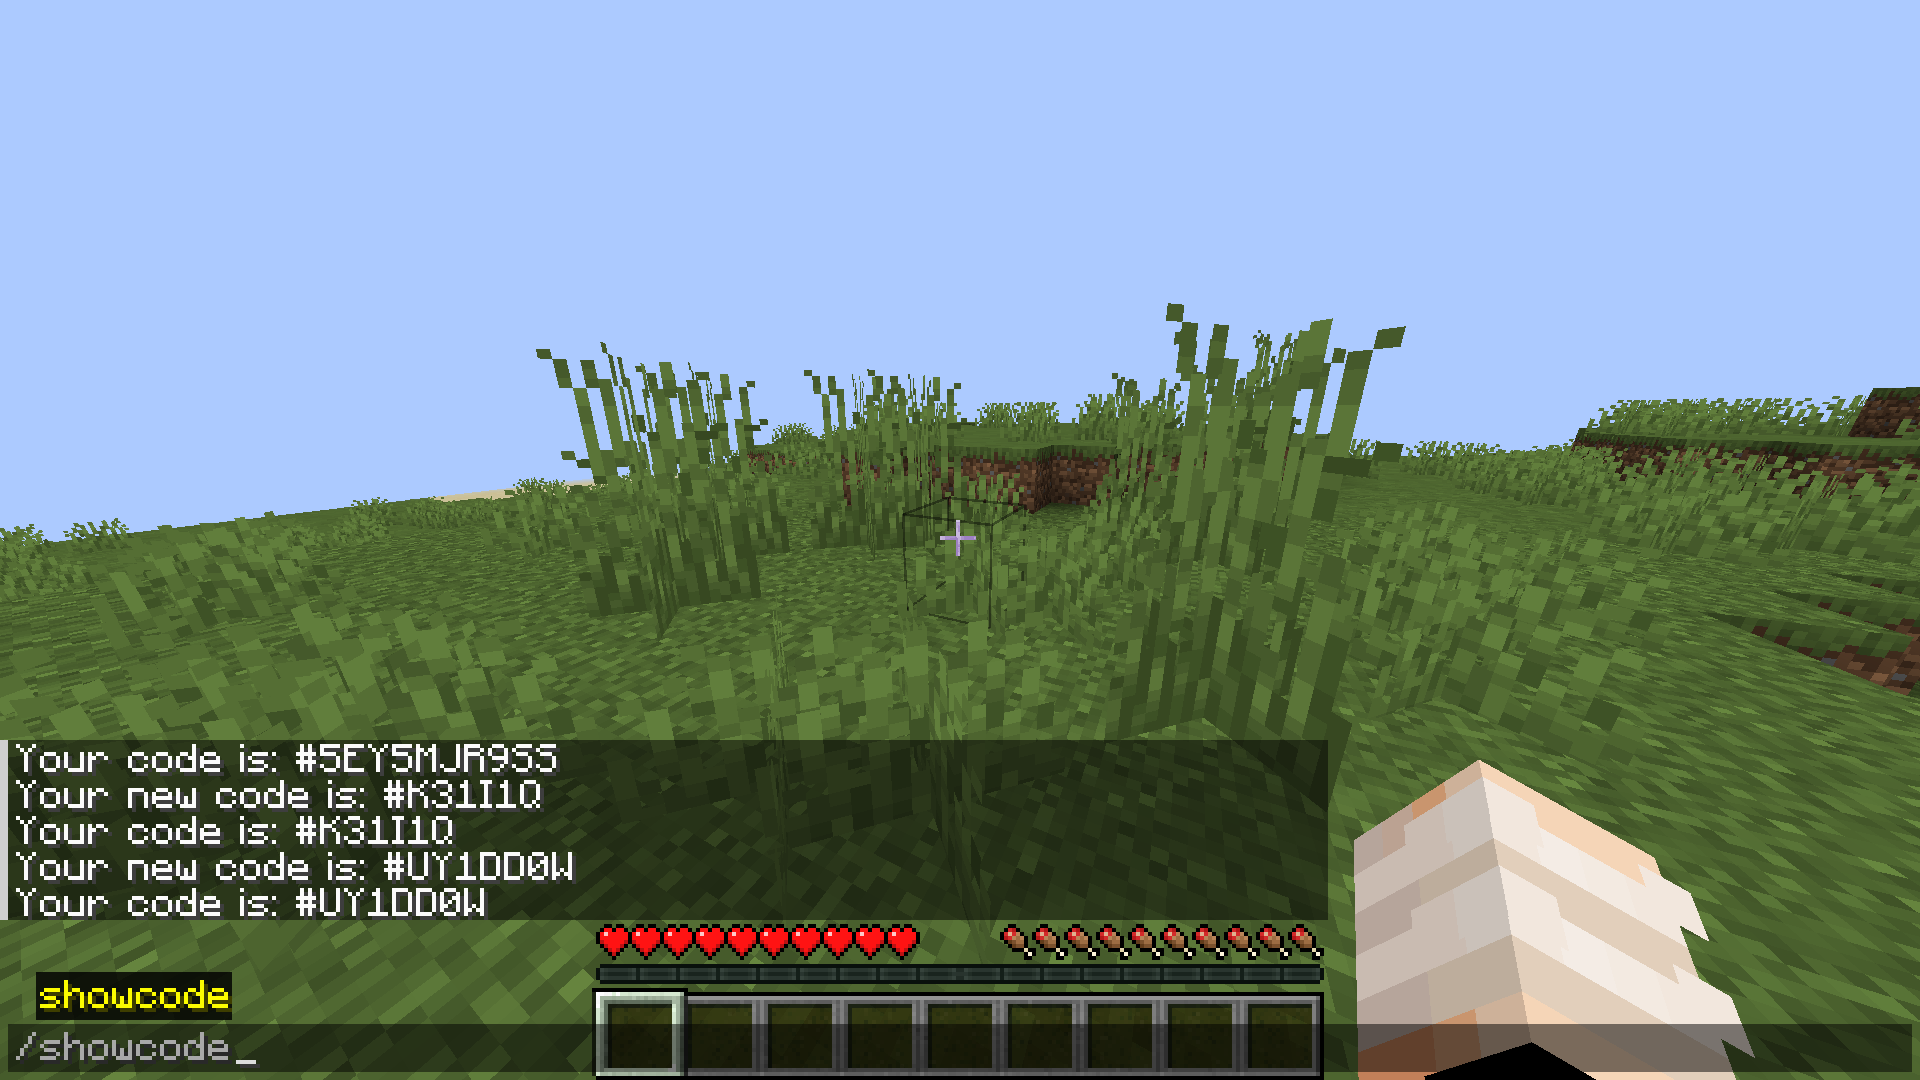 Your code is: #5EY5MJR9SS
Your new code is: #K31I1Q
Your code is: #K31I1Q
Your new code is: #UY1DD0W
Your code is: #UY1DD0W
showcode
/showcode_